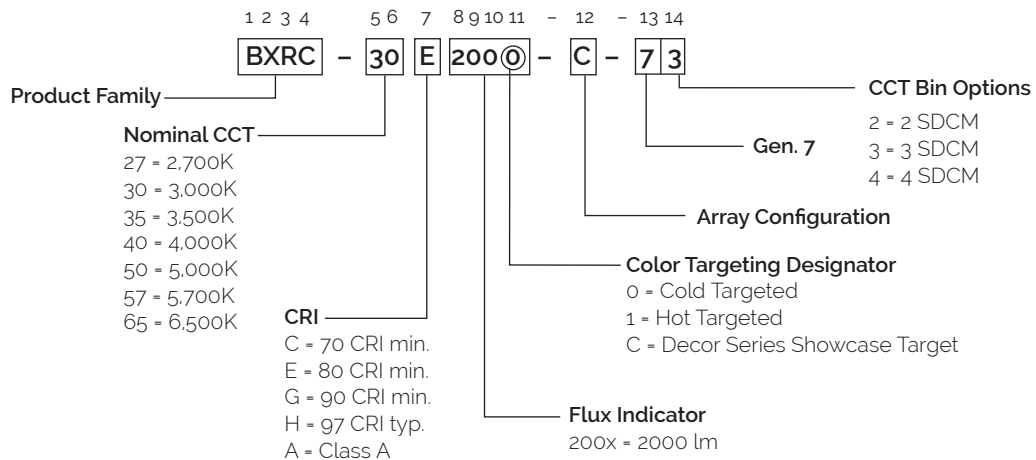 1 2 3 4 5 6 7 8 9 10 11 – 12 – 13 14
BXRC – 30 E 200 0 – C – 7 3
Product Family
Nominal CCT
27 = 2,700K
30 = 3,000K
35 = 3,500K
40 = 4,000K
50 = 5,000K
57 = 5,700K
65 = 6,500K
CRI
C = 70 CRI min.
E = 80 CRI min.
G = 90 CRI min.
H = 97 CRI typ.
A = Class A
Flux Indicator
200x = 2000 lm
Color Targeting Designator
0 = Cold Targeted
1 = Hot Targeted
C = Decor Series Showcase Target
Array Configuration
Gen. 7
CCT Bin Options
2 = 2 SDCM
3 = 3 SDCM
4 = 4 SDCM